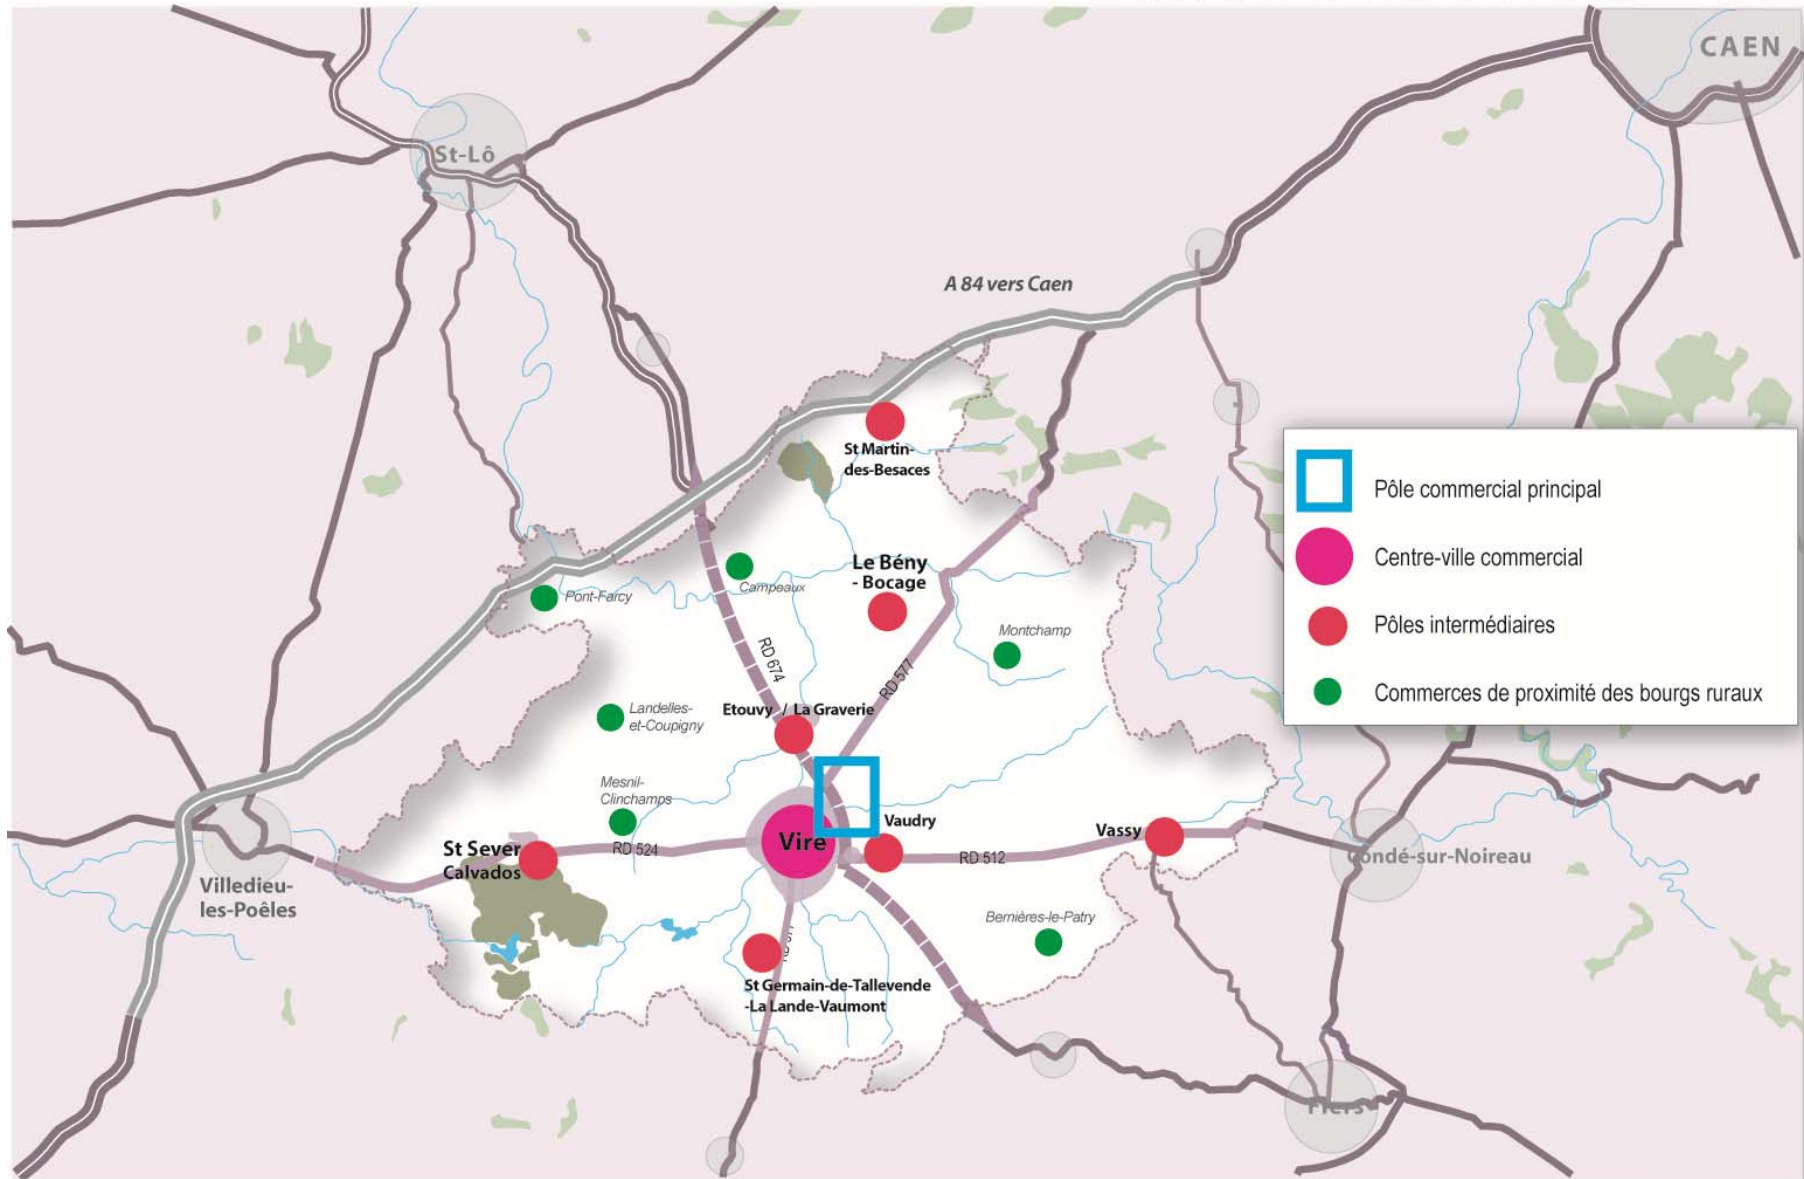 CAEN
St-Lô
A 84 vers Caen
St Martin-
des-Besaces
Pôle commercial principal
Centre-ville commercial
Pôles intermédiaires
Commerces de proximité des bourgs ruraux
Le Bény
- Bocage
Campeaux
Pont-Farcy
Montchamp
RD 674
RD 577
Landelles-
et-Coupigny
Etouvy / La Graverie
Mesnil-
Clinchamps
Vaudry
Vassy
Vire
St Sever
Calvados
RD 524
RD 512
Condé-sur-Noireau
Villedieu-
les-Poêles
Bernières-le-Patry
St Germain-de-Tallevende
-La Lande-Vaumont
Flers